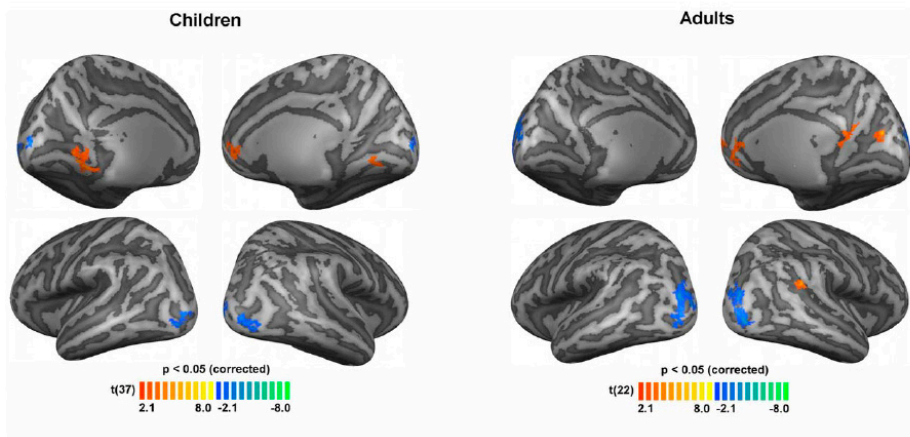 Children
Adults
p < 0.05 (corrected)
t(37)
2.1 8.0 -2.1 -8.0
p < 0.05 (corrected)
t(22)
2.1 8.0 -2.1 -8.0